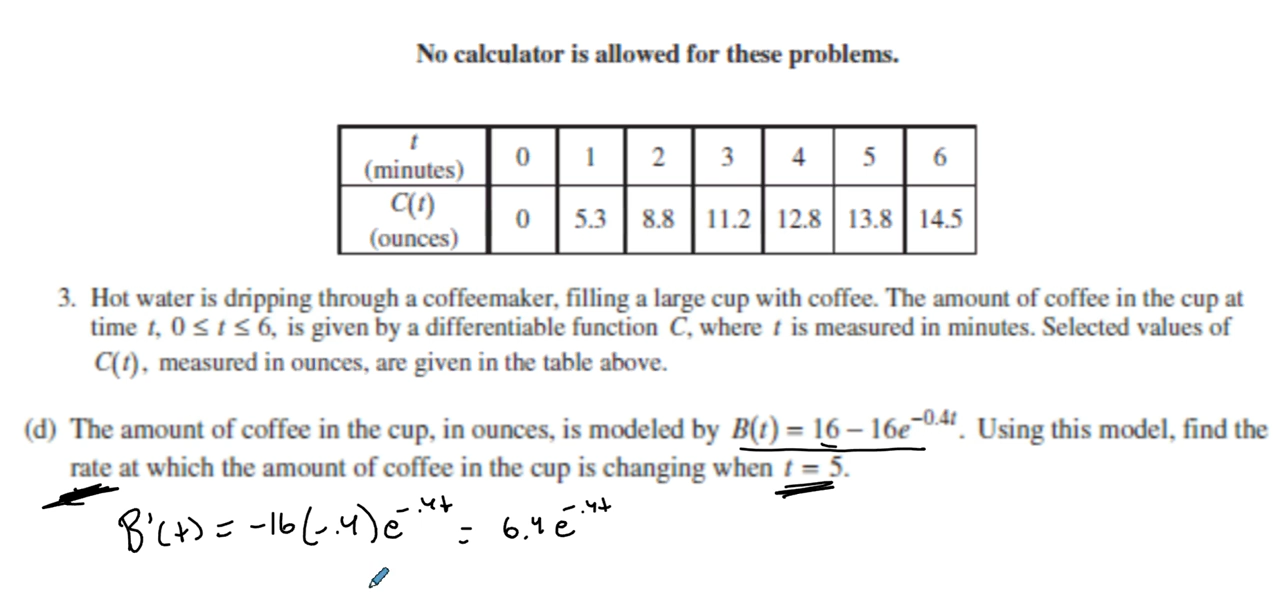 No calculator is allowed for these problems.
t (minutes) 0 1 2 3 4 5 6
C(t) (ounces) 0 5.3 8.8 11.2 12.8 13.8 14.5
3. Hot water is dripping through a coffeemaker, filling a large cup with coffee. The amount of coffee in the cup at
time t, 0 ≤ t ≤ 6, is given by a differentiable function C, where t is measured in minutes. Selected values of
C(t), measured in ounces, are given in the table above.
(d) The amount of coffee in the cup, in ounces, is modeled by B(t) = 16 − 16e^−0.4t. Using this model, find the
rate at which the amount of coffee in the cup is changing when t = 5.
B'(t) = -16(-.4)e^-.4t = 6.4e^-.4t